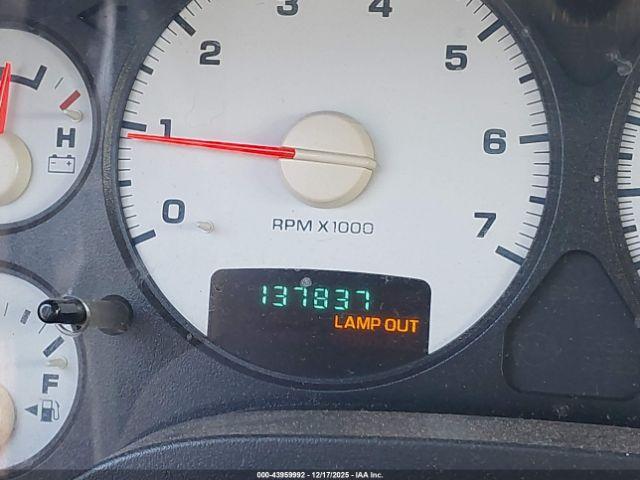 3 4
2 5
H
1 6
7
0
RPM X1000
137837
LAMP OUT
F
000-43959992 - 12/17/2025 - IAA Inc.